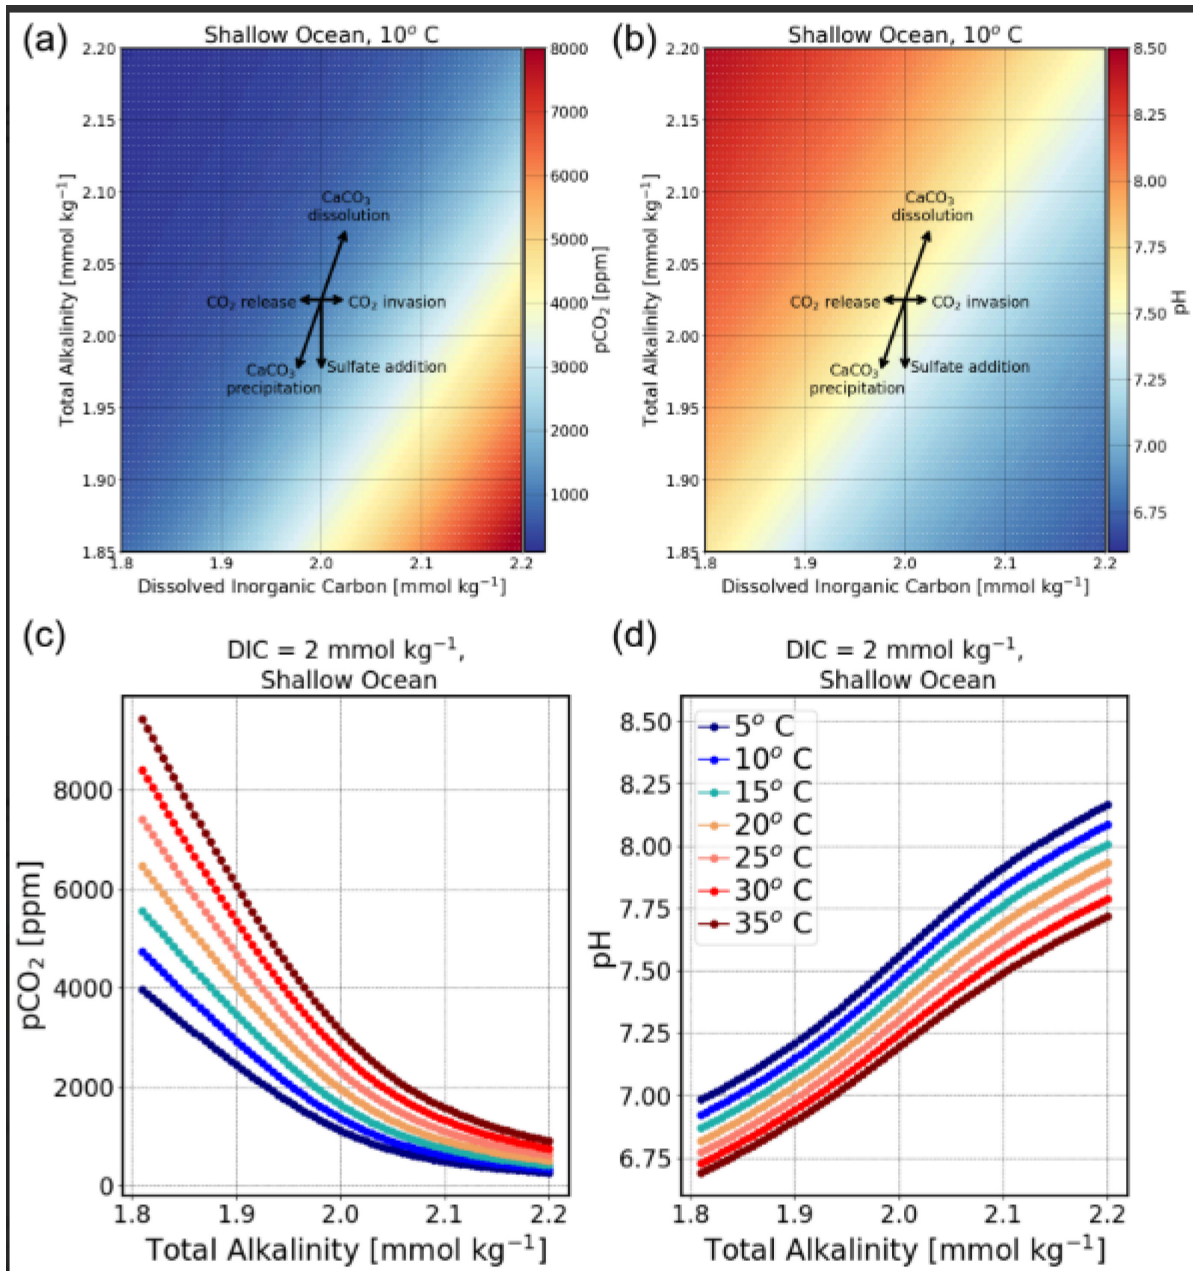 (a)
Shallow Ocean, 10° C
2.20
2.15
2.10
2.05
2.00
1.95
1.90
1.85
Total Alkalinity [mmol kg⁻¹]
CaCO₃
dissolution
CO₂ release
CO₂ invasion
CaCO₃
precipitation
Sulfate addition
1.8
1.9
2.0
2.1
2.2
Dissolved Inorganic Carbon [mmol kg⁻¹]
8000
7000
6000
5000
4000
3000
2000
1000
pCO₂ [ppm]
(b)
Shallow Ocean, 10° C
2.20
2.15
2.10
2.05
2.00
1.95
1.90
1.85
Total Alkalinity [mmol kg⁻¹]
CaCO₃
dissolution
CO₂ release
CO₂ invasion
CaCO₃
precipitation
Sulfate addition
1.8
1.9
2.0
2.1
2.2
Dissolved Inorganic Carbon [mmol kg⁻¹]
8.50
8.25
8.00
7.75
7.50
7.25
7.00
6.75
pH
(c)
DIC = 2 mmol kg⁻¹,
Shallow Ocean
8000
6000
4000
2000
0
pCO₂ [ppm]
1.8
1.9
2.0
2.1
2.2
Total Alkalinity [mmol kg⁻¹]
(d)
DIC = 2 mmol kg⁻¹,
Shallow Ocean
8.50
8.25
8.00
7.75
7.50
7.25
7.00
6.75
pH
5° C
10° C
15° C
20° C
25° C
30° C
35° C
1.8
1.9
2.0
2.1
2.2
Total Alkalinity [mmol kg⁻¹]